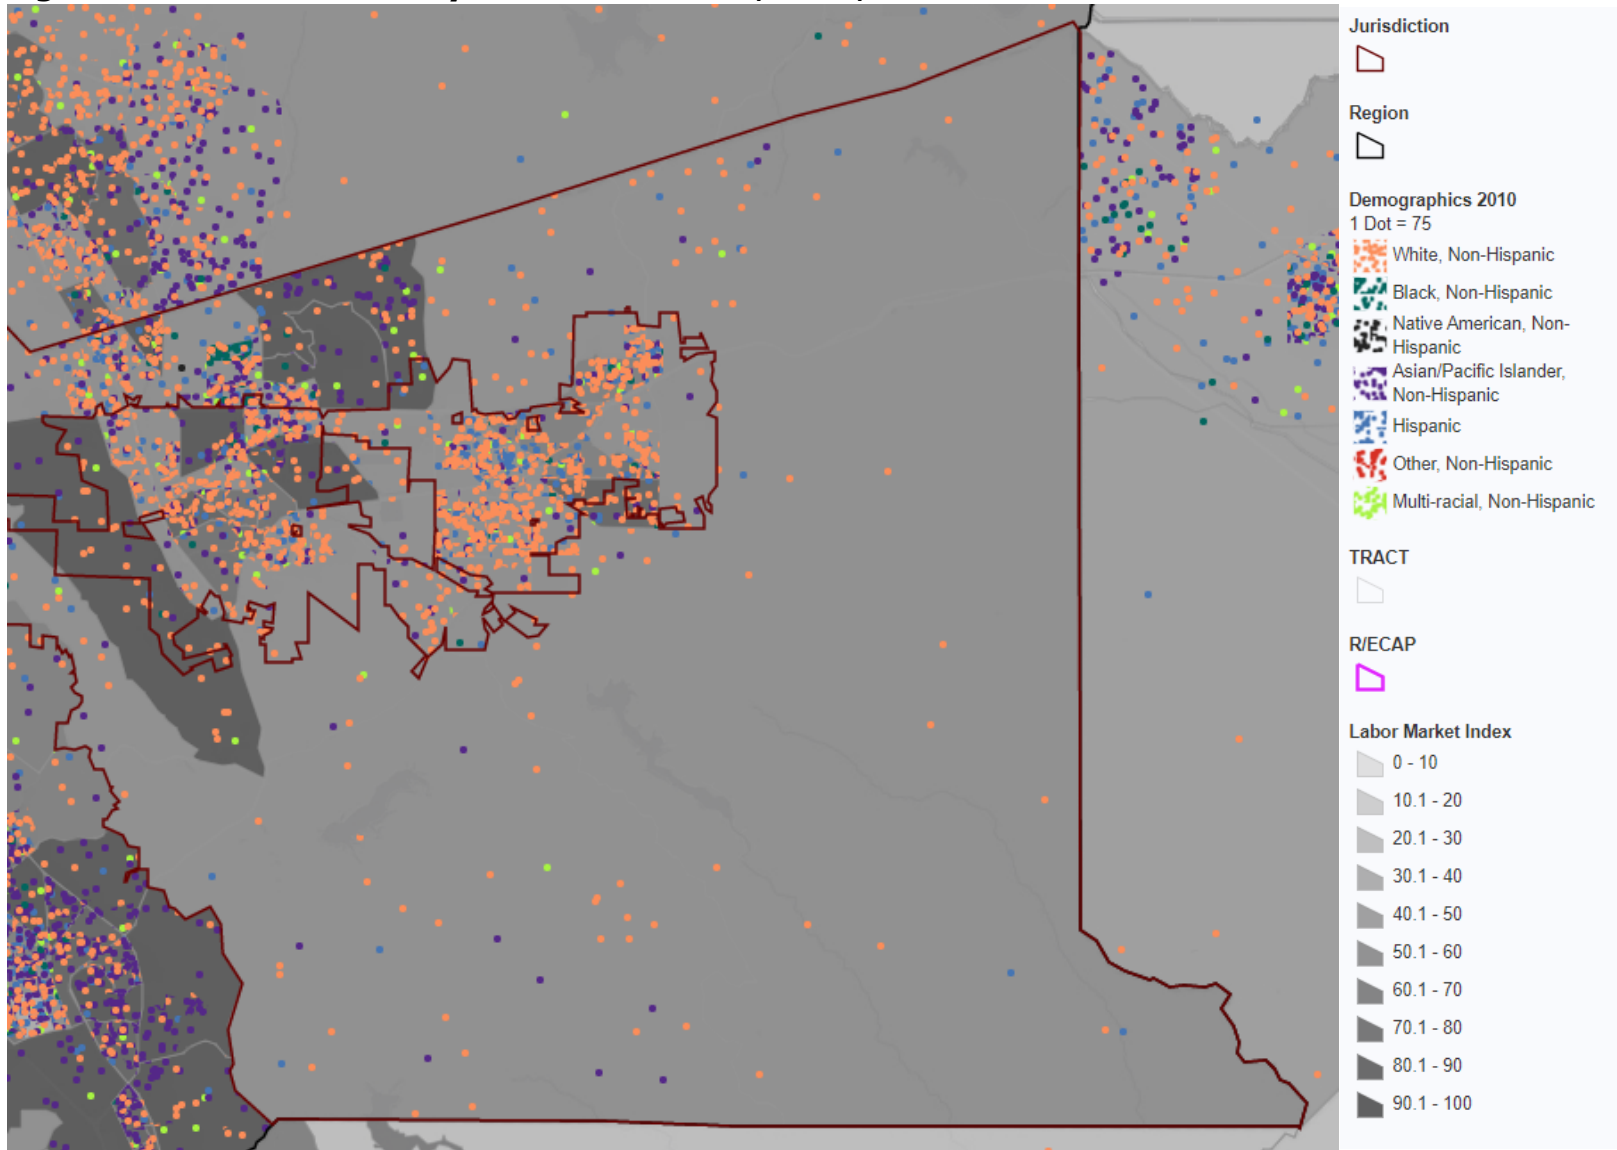 Jurisdiction
Region
Demographics 2010
1 Dot = 75
White, Non-Hispanic
Black, Non-Hispanic
Native American, Non-
Hispanic
Asian/Pacific Islander,
Non-Hispanic
Hispanic
Other, Non-Hispanic
Multi-racial, Non-Hispanic
TRACT
R/ECAP
Labor Market Index
0 - 10
10.1 - 20
20.1 - 30
30.1 - 40
40.1 - 50
50.1 - 60
60.1 - 70
70.1 - 80
80.1 - 90
90.1 - 100